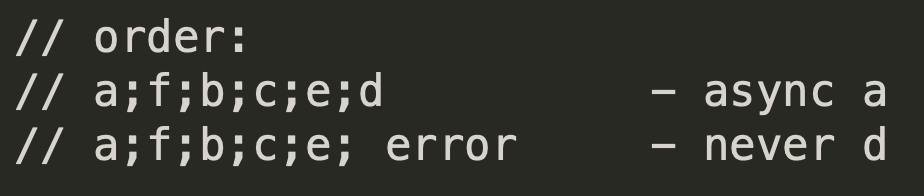 // order:
// a;f;b;c;e;d          - async a
// a;f;b;c;e; error     - never d